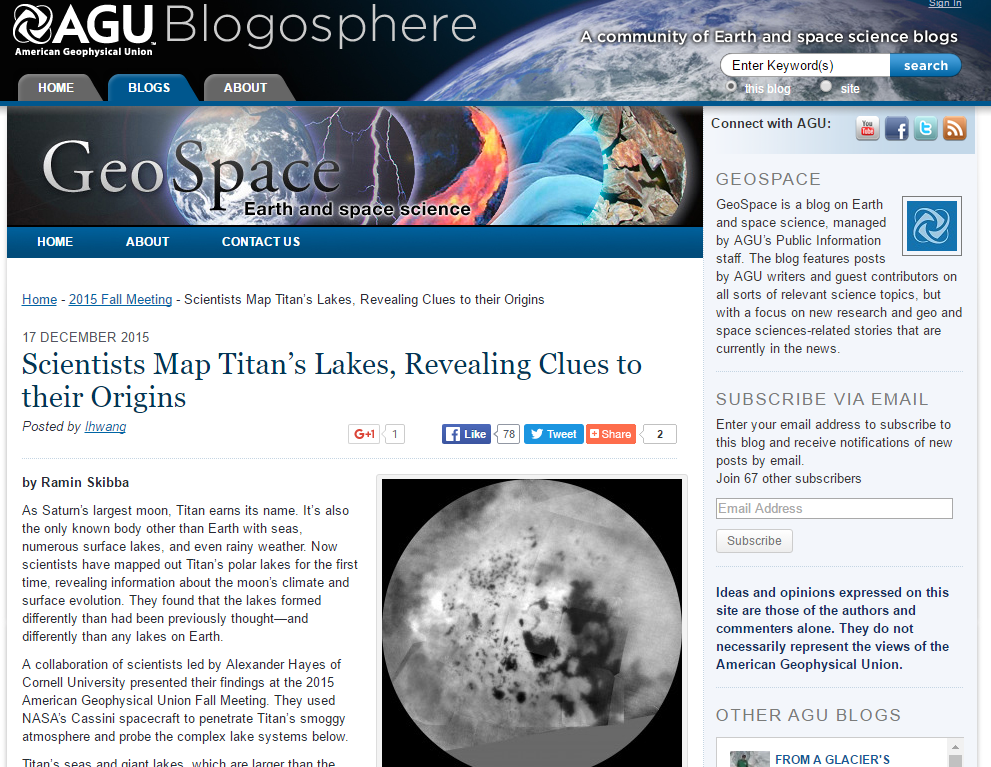 AGU Blogosphere
American Geophysical Union
Sign In
A community of Earth and space science blogs
Enter Keyword(s)
search
this blog
site
HOME
BLOGS
ABOUT
GeoSpace
Earth and space science
HOME
ABOUT
CONTACT US
Home - 2015 Fall Meeting - Scientists Map Titan’s Lakes, Revealing Clues to their Origins
17 DECEMBER 2015
Scientists Map Titan’s Lakes, Revealing Clues to
their Origins
Posted by lhwang
G+1
1
Like
78
Tweet
Share
2
by Ramin Skibba
As Saturn’s largest moon, Titan earns its name. It’s also
the only known body other than Earth with seas,
numerous surface lakes, and even rainy weather. Now
scientists have mapped out Titan’s polar lakes for the first
time, revealing information about the moon’s climate and
surface evolution. They found that the lakes formed
differently than had been previously thought—and
differently than any lakes on Earth.
A collaboration of scientists led by Alexander Hayes of
Cornell University presented their findings at the 2015
American Geophysical Union Fall Meeting. They used
NASA’s Cassini spacecraft to penetrate Titan’s smoggy
atmosphere and probe the complex lake systems below.
Titan’s seas and giant lakes, which are larger than the
Connect with AGU:
You Tube
GEOSPACE
GeoSpace is a blog on Earth
and space science, managed
by AGU’s Public Information
staff. The blog features posts
by AGU writers and guest contributors on
all sorts of relevant science topics, but
with a focus on new research and geo and
space sciences-related stories that are
currently in the news.
SUBSCRIBE VIA EMAIL
Enter your email address to subscribe to
this blog and receive notifications of new
posts by email.
Join 67 other subscribers
Email Address
Subscribe
Ideas and opinions expressed on this
site are those of the authors and
commenters alone. They do not
necessarily represent the views of the
American Geophysical Union.
OTHER AGU BLOGS
FROM A GLACIER'S